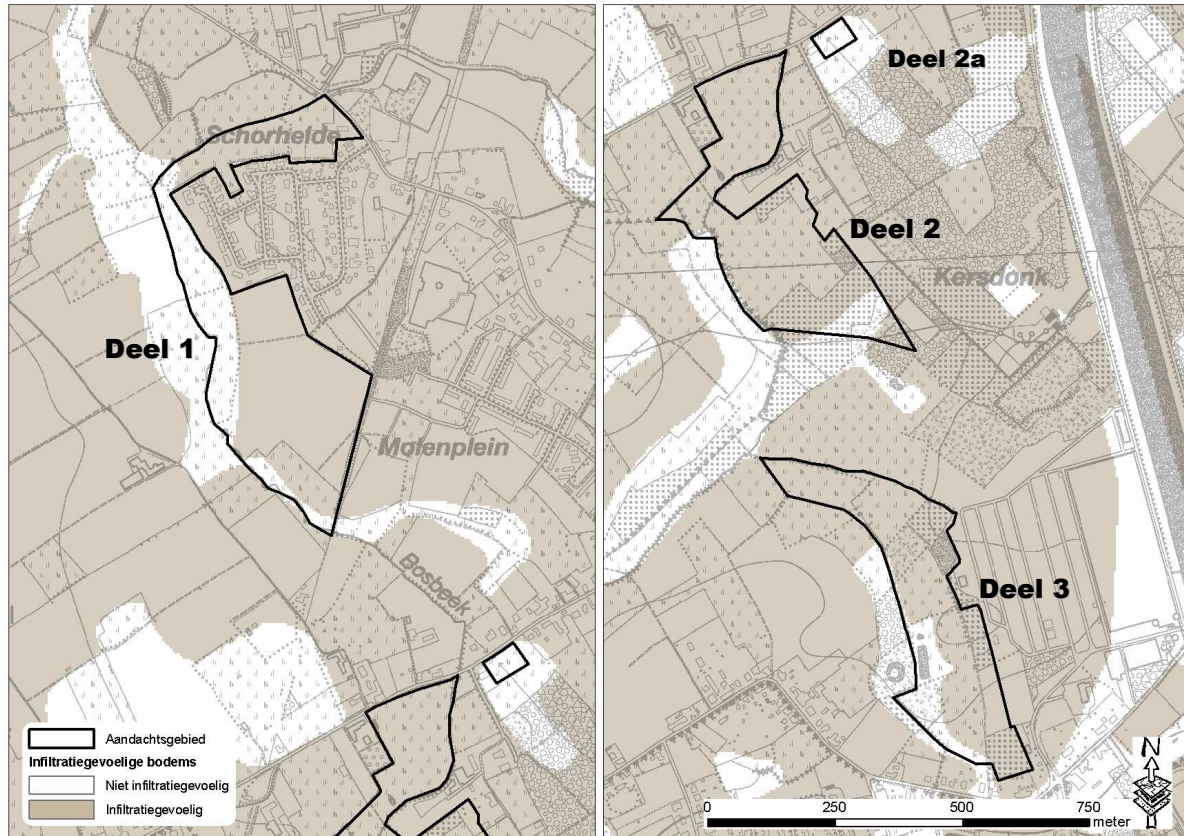 Schorhelde
Deel 1
Molenplein
Bosbeek
Aandachtsgebied
Infiltratiegevoelige bodems
Niet infiltratiegevoelig
Infiltratiegevoelig
Deel 2a
Deel 2
Kersdonk
Deel 3
N
0 250 500 750
meter